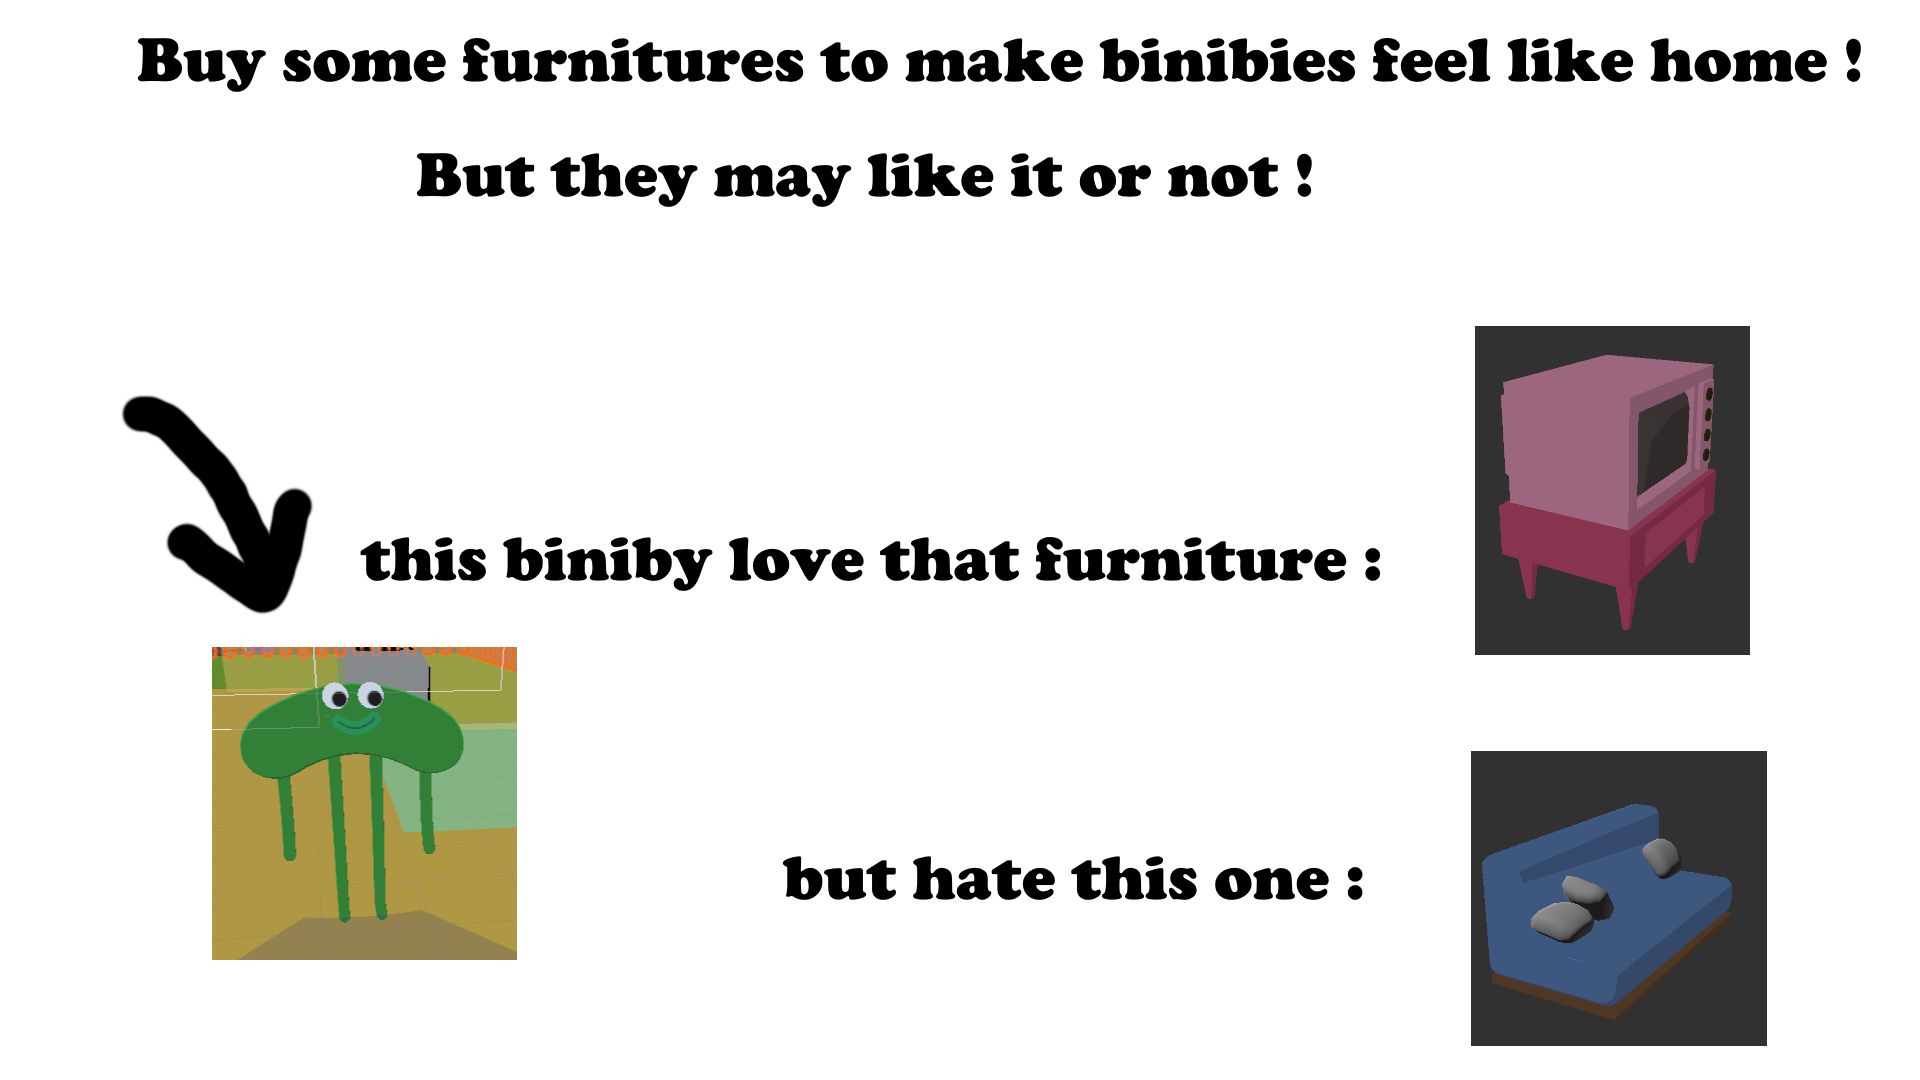 Buy some furnitures to make binibies feel like home !
But they may like it or not !
this biniby love that furniture :
but hate this one :